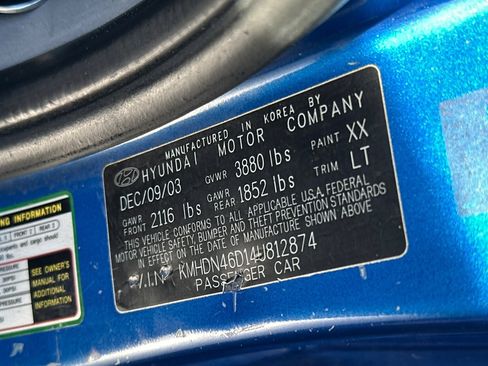 MANUFACTURED IN KOREA BY
HYUNDAI MOTOR COMPANY
DEC/09/03 GVWR 3880 lbs PAINT XX
GAWR FRONT 2116 lbs GAWR REAR 1852 lbs TRIM LT
THIS VEHICLE CONFORMS TO ALL APPLICABLE U.S.A. FEDERAL
MOTOR VEHICLE SAFETY, BUMPER AND THEFT PREVENTION STANDARDS
IN EFFECT ON THE DATE OF MANUFACTURE SHOWN ABOVE.
V.I.N. KMHDN46D14U812874
PASSENGER CAR
INFORMATION
SEE OWNER'S
MANUAL FOR
ADDITIONAL
INFORMATION